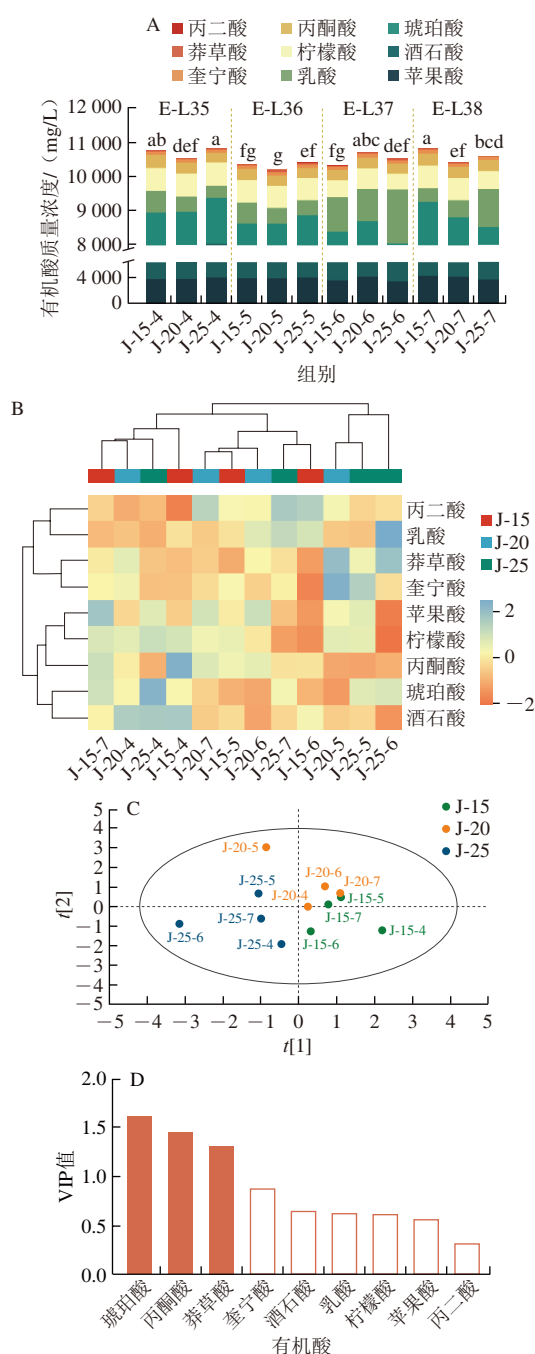 A
丙二酸 丙酮酸 琥珀酸
莽草酸 柠檬酸 酒石酸
奎宁酸 乳酸 苹果酸
12 000
11 000
10 000
9 000
8 000
4 000
0
有机酸质量浓度/（mg/L）
E-L35 E-L36 E-L37 E-L38
ab def a fg g ef fg abc def a ef bcd
J-15-4 J-20-4 J-25-4 J-15-5 J-20-5 J-25-5 J-15-6 J-20-6 J-25-6 J-15-7 J-20-7 J-25-7
组别
B
丙二酸
乳酸
莽草酸
奎宁酸
苹果酸
柠檬酸
丙酮酸
琥珀酸
酒石酸
J-15
J-20
J-25
2
0
−2
J-15-7 J-20-4 J-25-4 J-15-4 J-20-7 J-15-5 J-20-6 J-25-7 J-15-6 J-20-5 J-25-5 J-25-6
C
J-15
J-20
J-25
5
4
3
2
1
0
−1
−2
−3
−4
−5
t[2]
J-20-5
J-25-5
J-20-6
J-20-7
J-20-4
J-15-5
J-25-7
J-15-7
J-25-6
J-25-4
J-15-6
J-15-4
−5 −4 −3 −2 −1 0 1 2 3 4 5
t[1]
D
2.0
1.5
1.0
0.5
0.0
VIP值
琥珀酸 丙酮酸 莽草酸 奎宁酸 酒石酸 乳酸 柠檬酸 苹果酸 丙二酸
有机酸